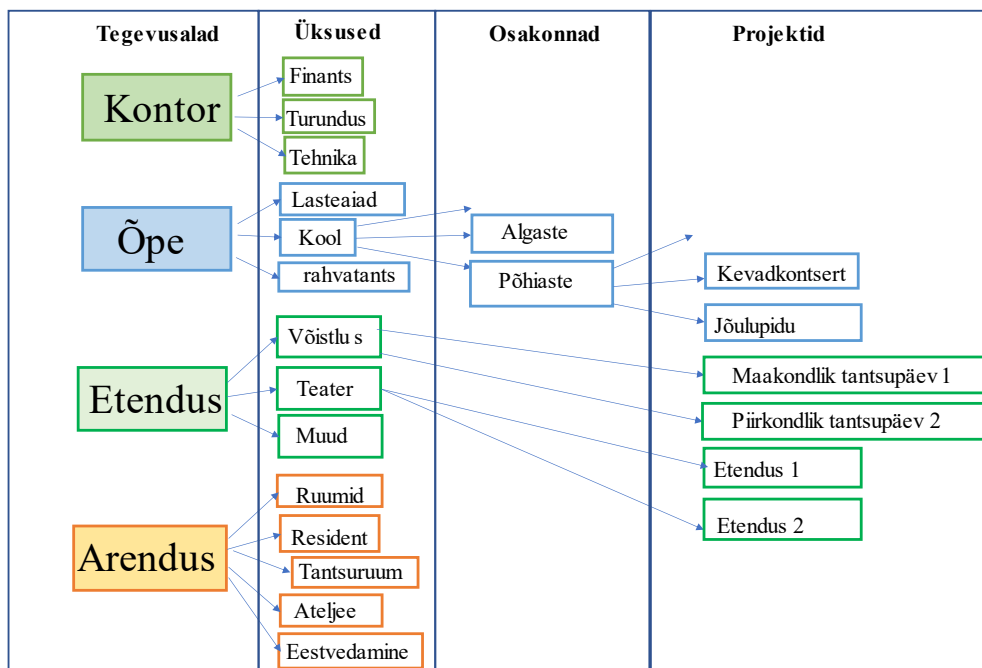 Tegevusalad
Üksused
Osakonnad
Projektid
Kontor
Finants
Turundus
Tehnika
Õpe
Lasteaiad
Kool
rahvatants
Algaste
Põhiaste
Kevadkontsert
Jõulupidu
Etendus
Võistlu s
Teater
Muud
Maakondlik tantsupäev 1
Piirkondlik tantsupäev 2
Etendus 1
Etendus 2
Arendus
Ruumid
Resident
Tantsuruum
Ateljee
Eestvedamine